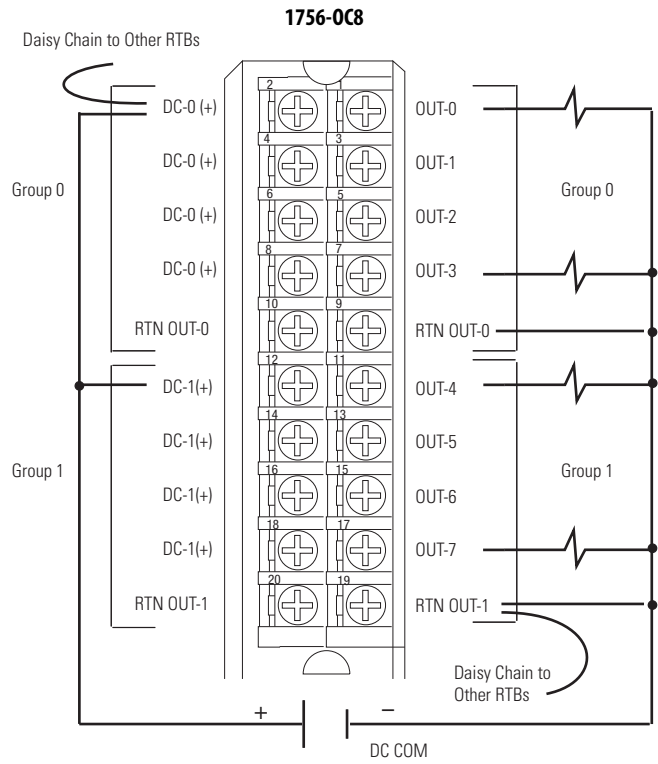 1756-OC8
Daisy Chain to Other RTBs
2 1
DC-0 (+) OUT-0
4 3
DC-0 (+) OUT-1
6 5
Group 0 DC-0 (+) OUT-2 Group 0
8 7
DC-0 (+) OUT-3
10 9
RTN OUT-0 RTN OUT-0
12 11
DC-1(+) OUT-4
14 13
DC-1(+) OUT-5
16 15
Group 1 DC-1(+) OUT-6 Group 1
18 17
DC-1(+) OUT-7
20 19
RTN OUT-1 RTN OUT-1
Daisy Chain to
Other RTBs
+ –
DC COM